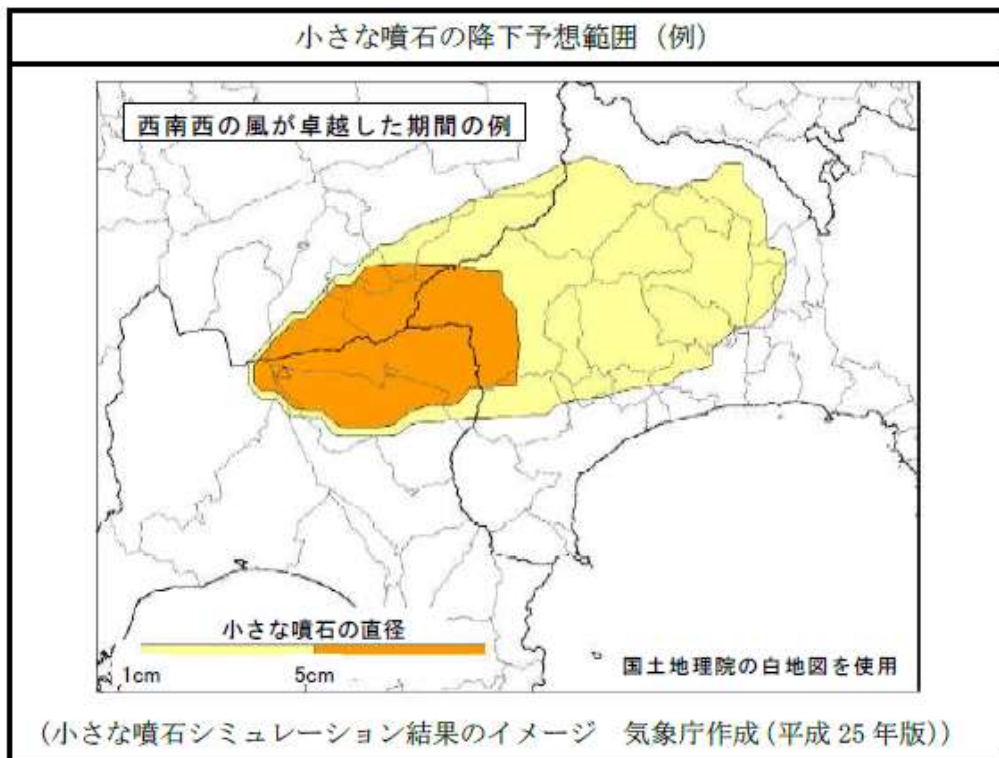 小さな噴石の降下予想範囲（例）
西南西の風が卓越した期間の例
小さな噴石の直径
1cm 5cm
国土地理院の白地図を使用
(小さな噴石シミュレーション結果のイメージ　気象庁作成(平成 25 年版))